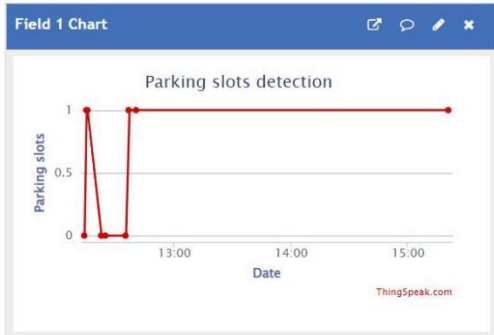 Field 1 Chart
Parking slots detection
Parking slots
1
0.5
0
13:00 14:00 15:00
Date
ThingSpeak.com